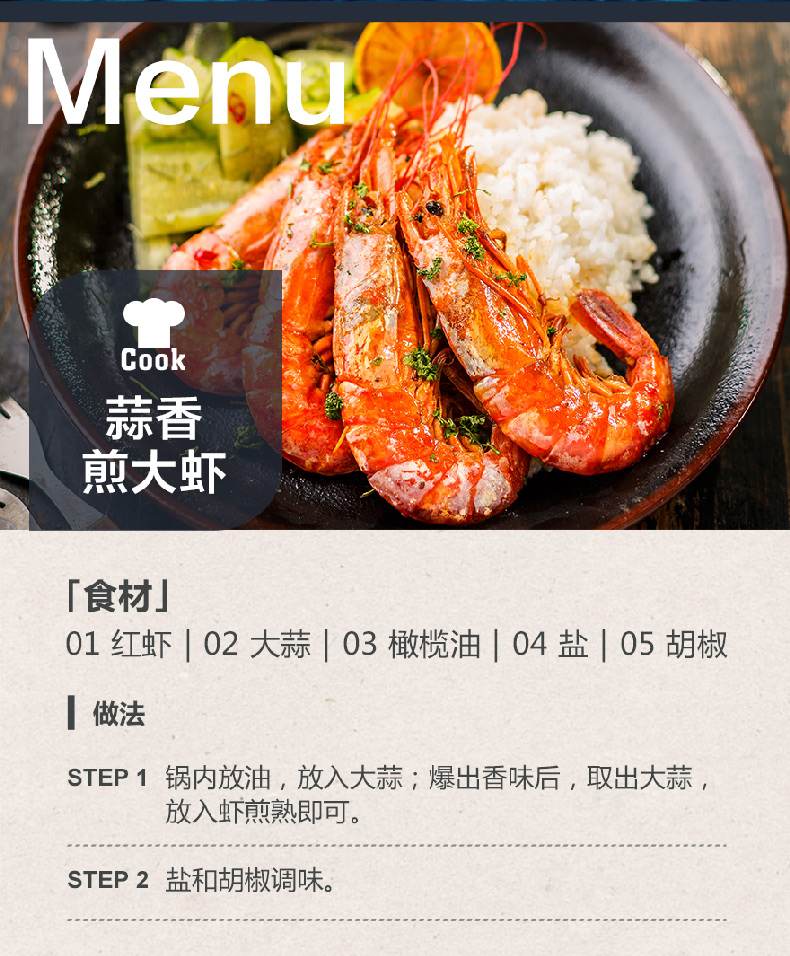 Menu
Cook
蒜香
煎大虾
「食材」
01 红虾 | 02 大蒜 | 03 橄榄油 | 04 盐 | 05 胡椒
做法
STEP 1 锅内放油，放入大蒜；爆出香味后，取出大蒜，
放入虾煎熟即可。
STEP 2 盐和胡椒调味。